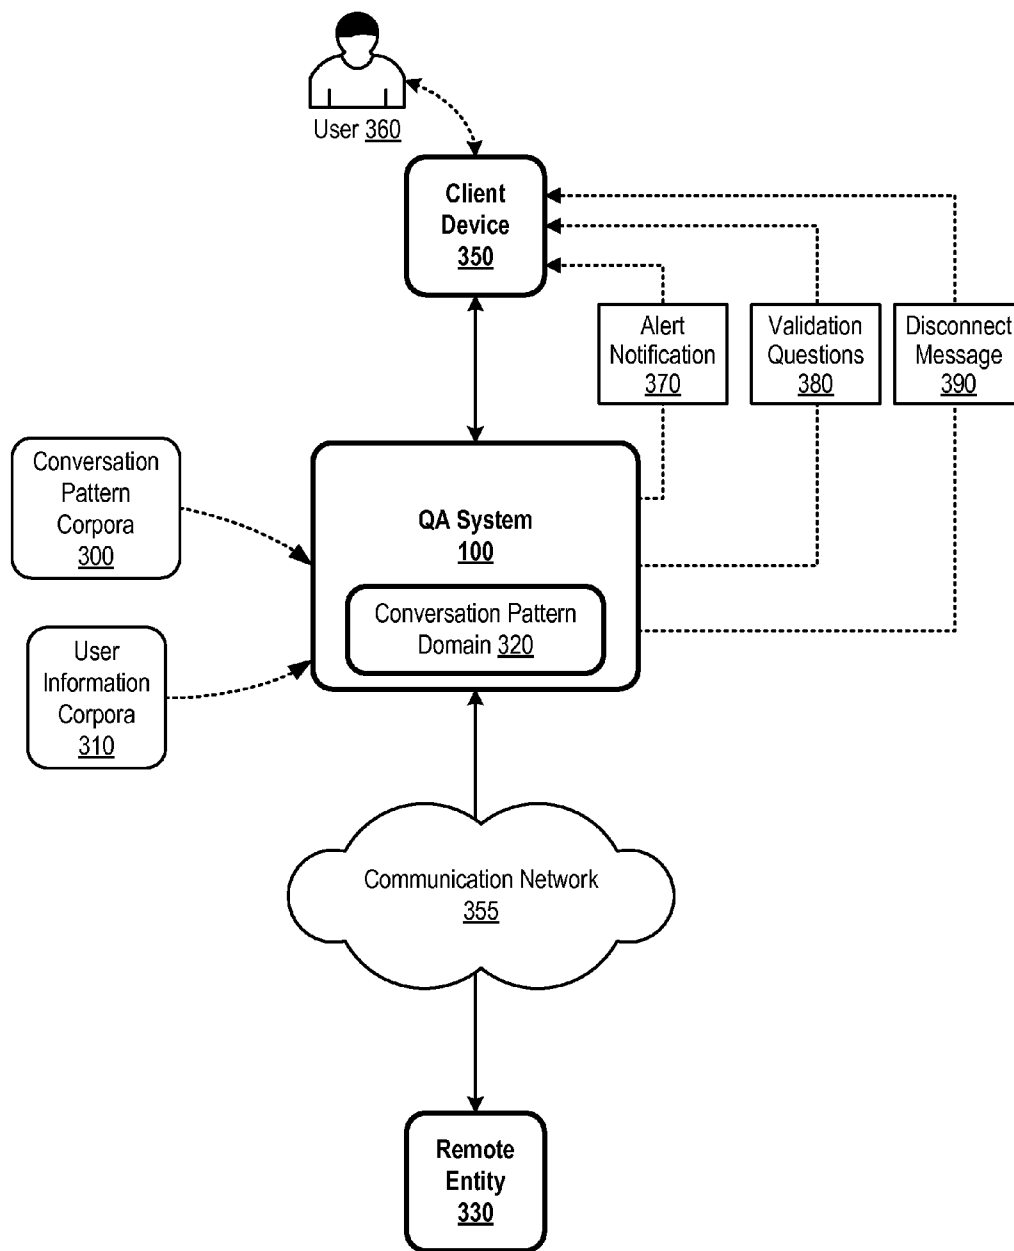 User 360
Client
Device
350
Alert
Notification
370
Validation
Questions
380
Disconnect
Message
390
Conversation
Pattern
Corpora
300
QA System
100
Conversation Pattern
Domain 320
User
Information
Corpora
310
Communication Network
355
Remote
Entity
330